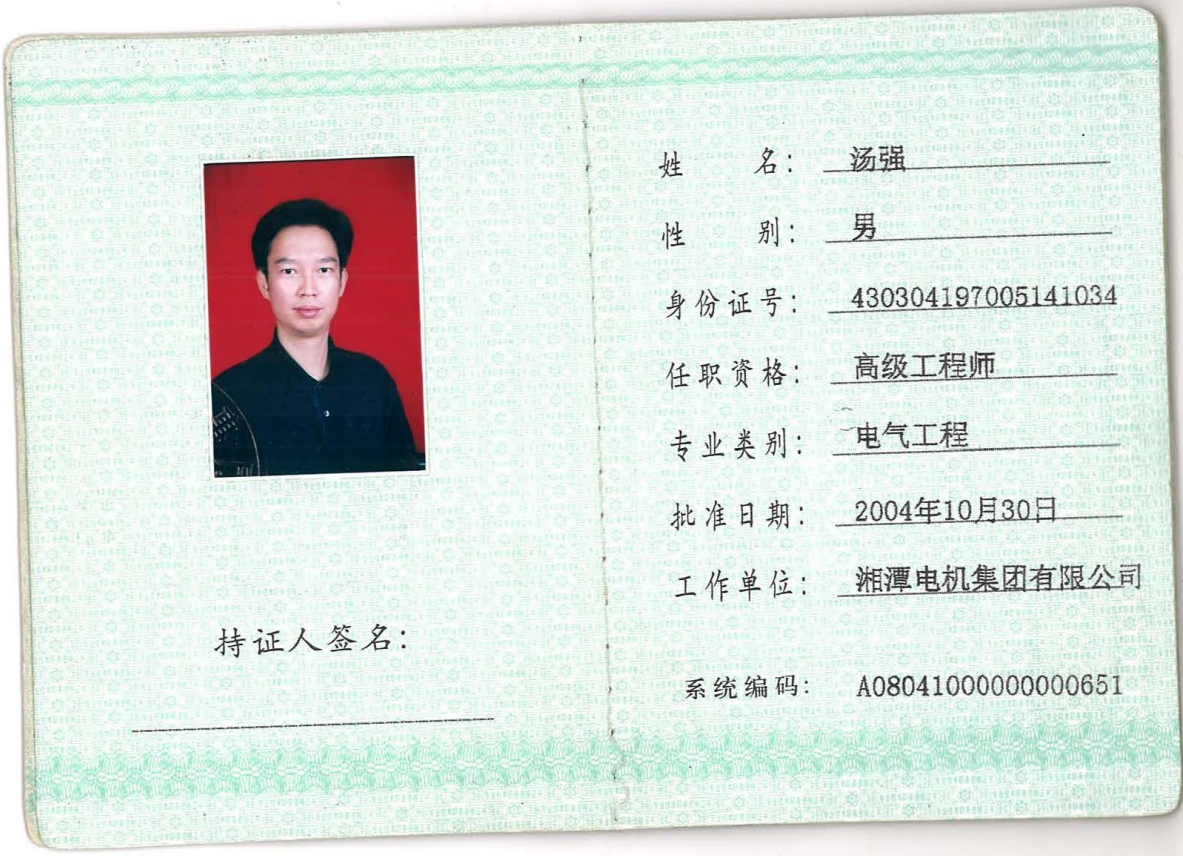 持证人签名：
姓名： 汤强
性别： 男
身份证号： 430304197005141034
任职资格： 高级工程师
专业类别： 电气工程
批准日期： 2004年10月30日
工作单位： 湘潭电机集团有限公司
系统编码： A08041000000000651